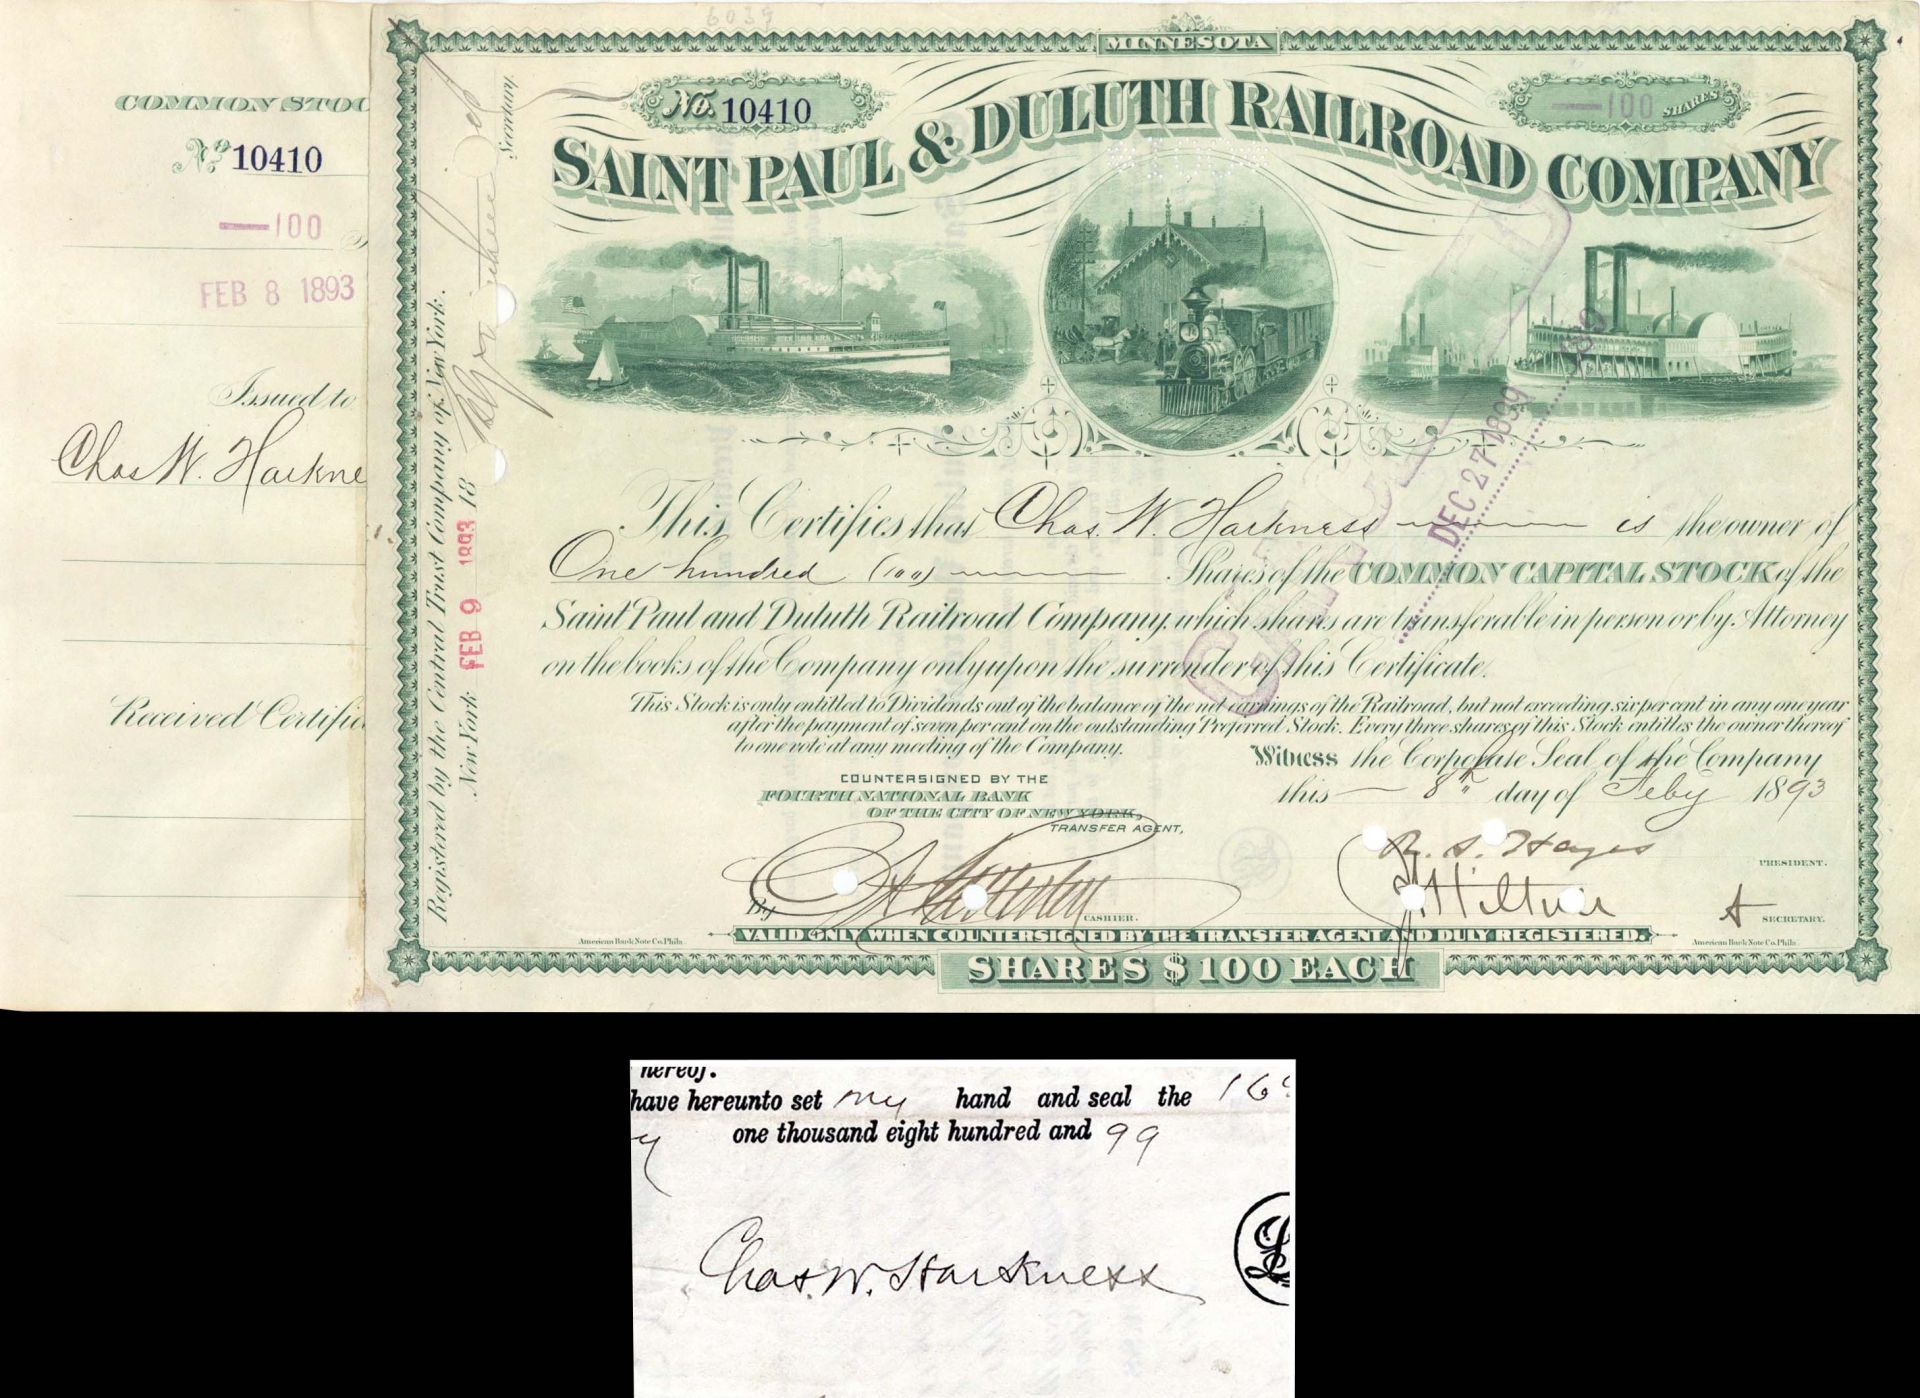 6039
COMMON STOC
No 10410
—100
FEB 8 1893
Issued to
Chas W. Harkne
Received Certific
Registered by the Central Trust Company of New York.
New York FEB 9 1893 18
Secretary.
MINNESOTA
No. 10410
—100 SHARES
SAINT PAUL & DULUTH RAILROAD COMPANY
This Certifies that Chas. W. Harkness is the owner of
One hundred (100) Shares of the COMMON CAPITAL STOCK of the
Saint Paul and Duluth Railroad Company, which shares are transferable in person or by Attorney
on the books of the Company only upon the surrender of this Certificate.
This Stock is only entitled to Dividends out of the balance of the net earnings of the Railroad, but not exceeding six per cent in any one year
after the payment of seven per cent on the outstanding Preferred Stock. Every three shares of this Stock entitles the owner thereof
to one vote at any meeting of the Company.
DEC 27 1899
Witness the Corporate Seal of the Company
this 8th day of Feby 1893
COUNTERSIGNED BY THE
FOURTH NATIONAL BANK
OF THE CITY OF NEW YORK,
TRANSFER AGENT,
By
CASHIER.
R. S. Hayes
PRESIDENT.
SECRETARY.
American Bank Note Co. Phila.
VALID ONLY WHEN COUNTERSIGNED BY THE TRANSFER AGENT AND DULY REGISTERED.
American Bank Note Co. Phila.
SHARES $100 EACH
hereof.
have hereunto set my hand and seal the 16
one thousand eight hundred and 99
Chas. W. Harkness